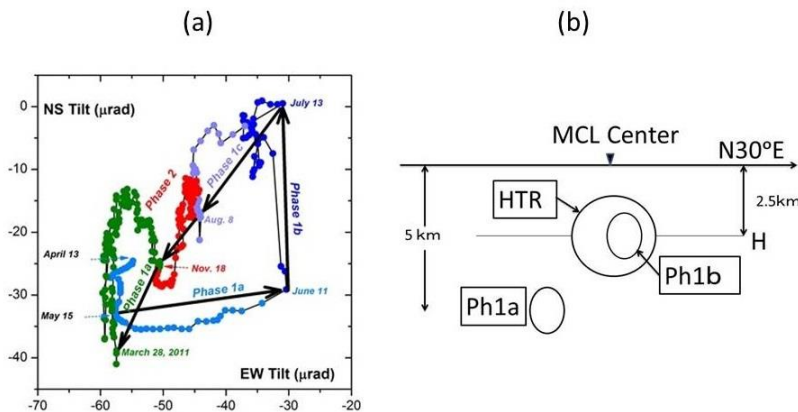 (a)
(b)
NS Tilt (μrad)
0
-10
-20
-30
-40
-70
-60
-50
-40
-30
-20
EW Tilt (μrad)
July 13
Phase 1c
Phase 2
Phase 1b
Aug. 8
April 13
Phase 1a
Nov. 18
Phase 1a
June 11
May 15
March 28, 2011
MCL Center
N30ºE
HTR
2.5km
5 km
H
Ph1b
Ph1a